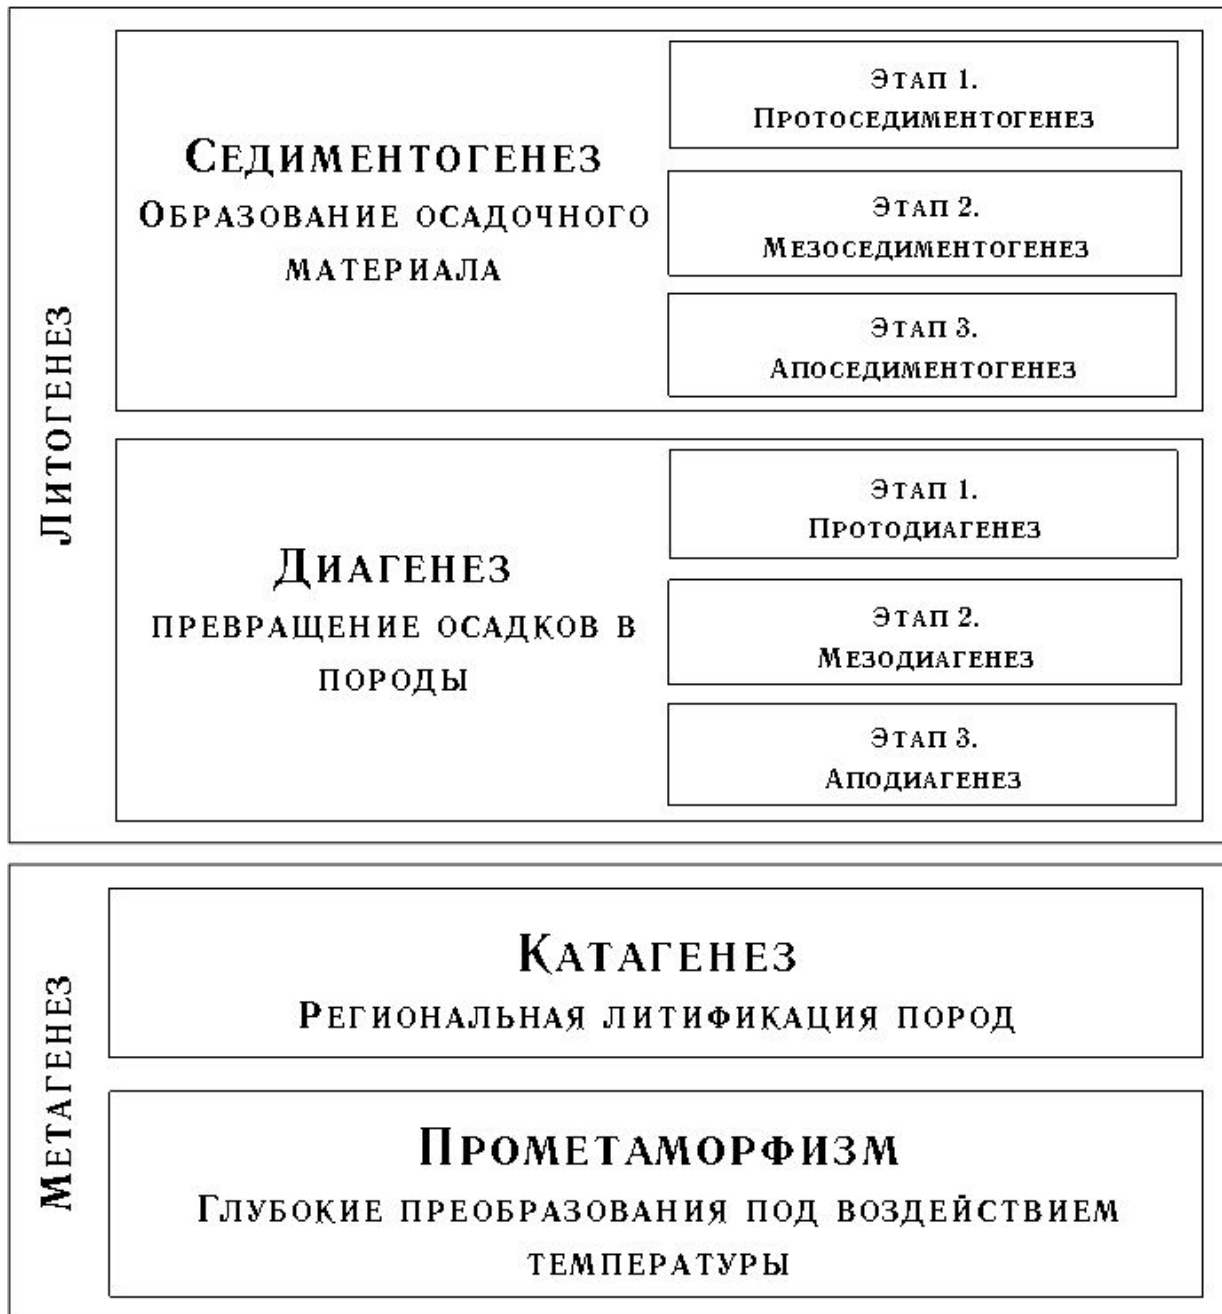 Литогенез
Седиментогенез
Образование осадочного
материала
Этап 1.
Протоседиментогенез
Этап 2.
Мезоседиментогенез
Этап 3.
Апоседиментогенез
Диагенез
превращение осадков в
породы
Этап 1.
Протодиагенез
Этап 2.
Мезодиагенез
Этап 3.
Аподиагенез
Метагенез
Катагенез
Региональная литификация пород
Прометаморфизм
Глубокие преобразования под воздействием
температуры